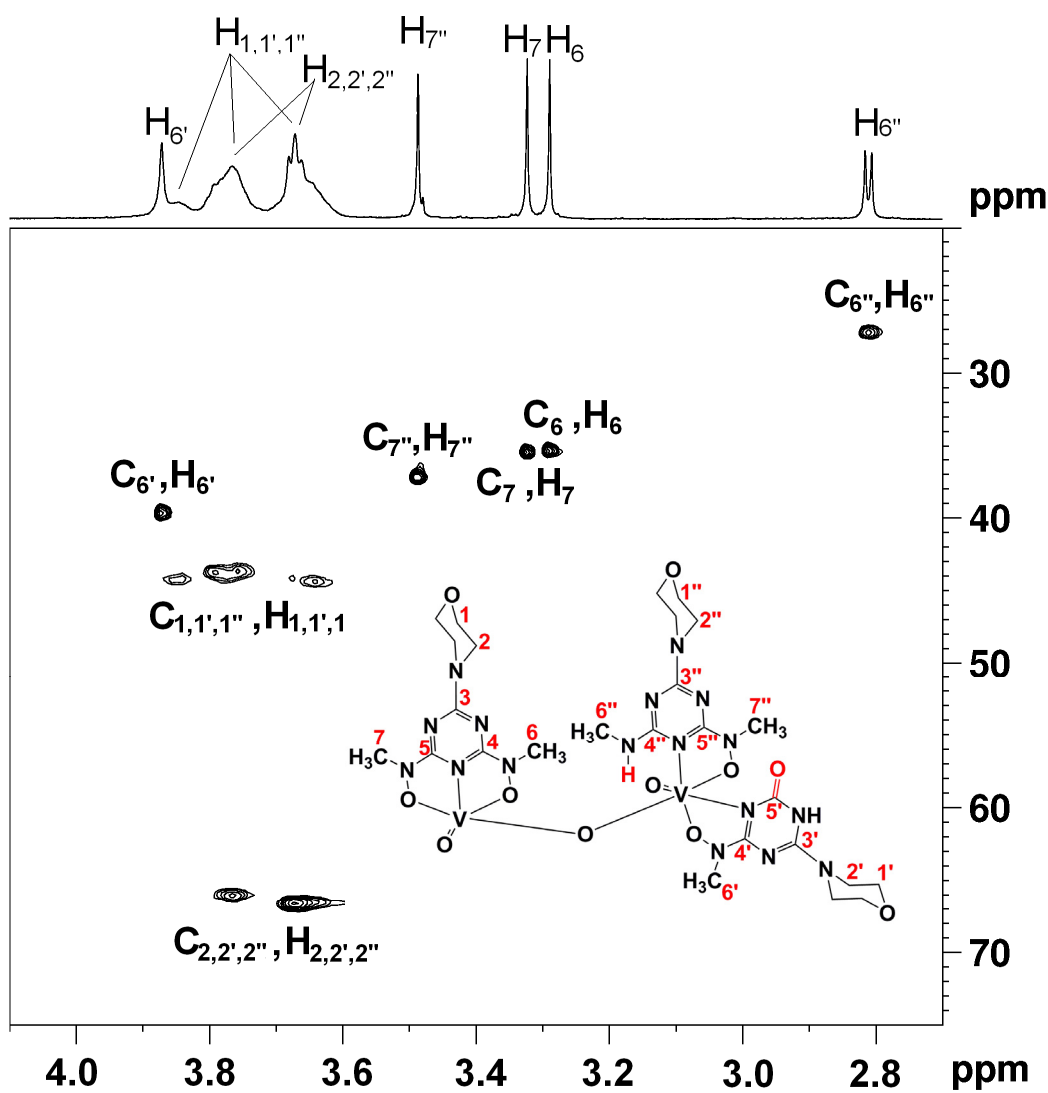 H1,1',1"
H7"
H7
H6
H2,2',2"
H6'
H6"
ppm
C6",H6"
30
C6 ,H6
C7",H7"
C6',H6'
C7 ,H7
40
C1,1',1" ,H1,1',1
O
1
2
N
3
N
N
7
5
4
6
H3C
CH3
N
N
N
O
O
V
O
O
O
1"
2"
N
50
3"
N
N
6"
7"
H3C
CH3
N
4"
N
5"
N
H
O
O
O
V
60
N
5'
NH
O
N
4'
N
3'
H3C
6'
N
2'
1'
O
C2,2',2" ,H2,2',2"
70
4.0
3.8
3.6
3.4
3.2
3.0
2.8
ppm